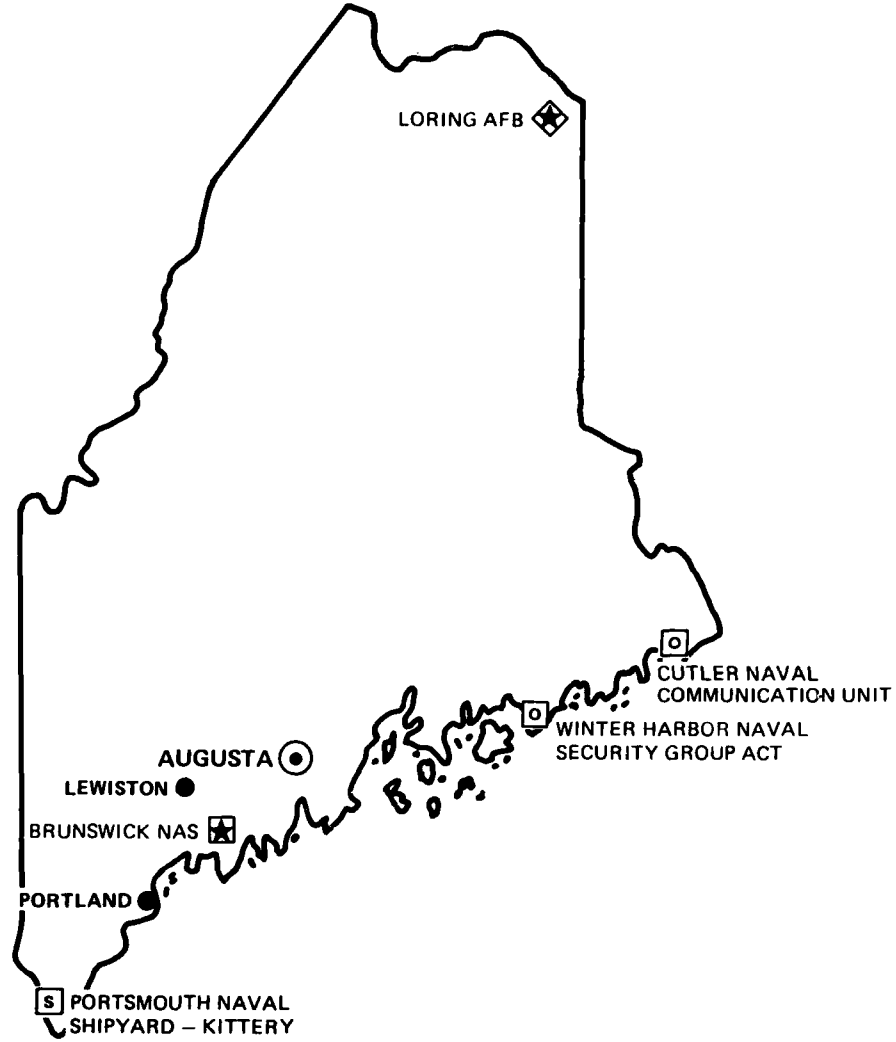 LORING AFB
CUTLER NAVAL
COMMUNICATION UNIT
O
O
WINTER HARBOR NAVAL
SECURITY GROUP ACT
AUGUSTA
LEWISTON
BRUNSWICK NAS
PORTLAND
S
PORTSMOUTH NAVAL
SHIPYARD – KITTERY